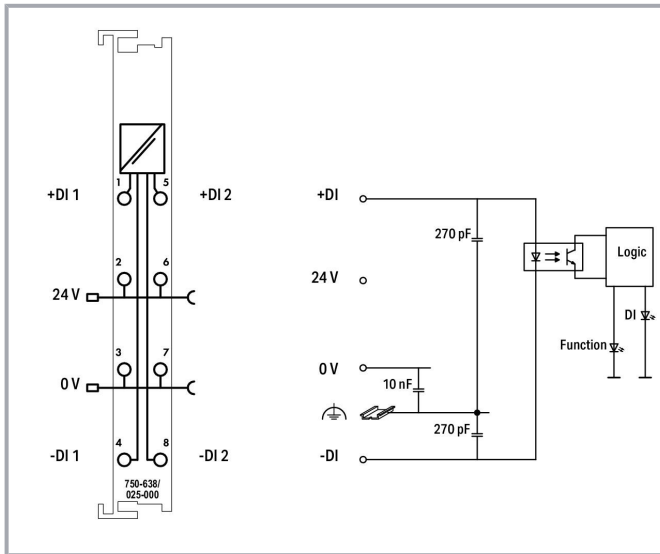 1 5
+DI 1 +DI 2
2 6
24 V
3 7
0 V
4 8
-DI 1 -DI 2
750-638/
025-000
+DI
270 pF
Logic
24 V
DI
Function
0 V
10 nF
270 pF
-DI